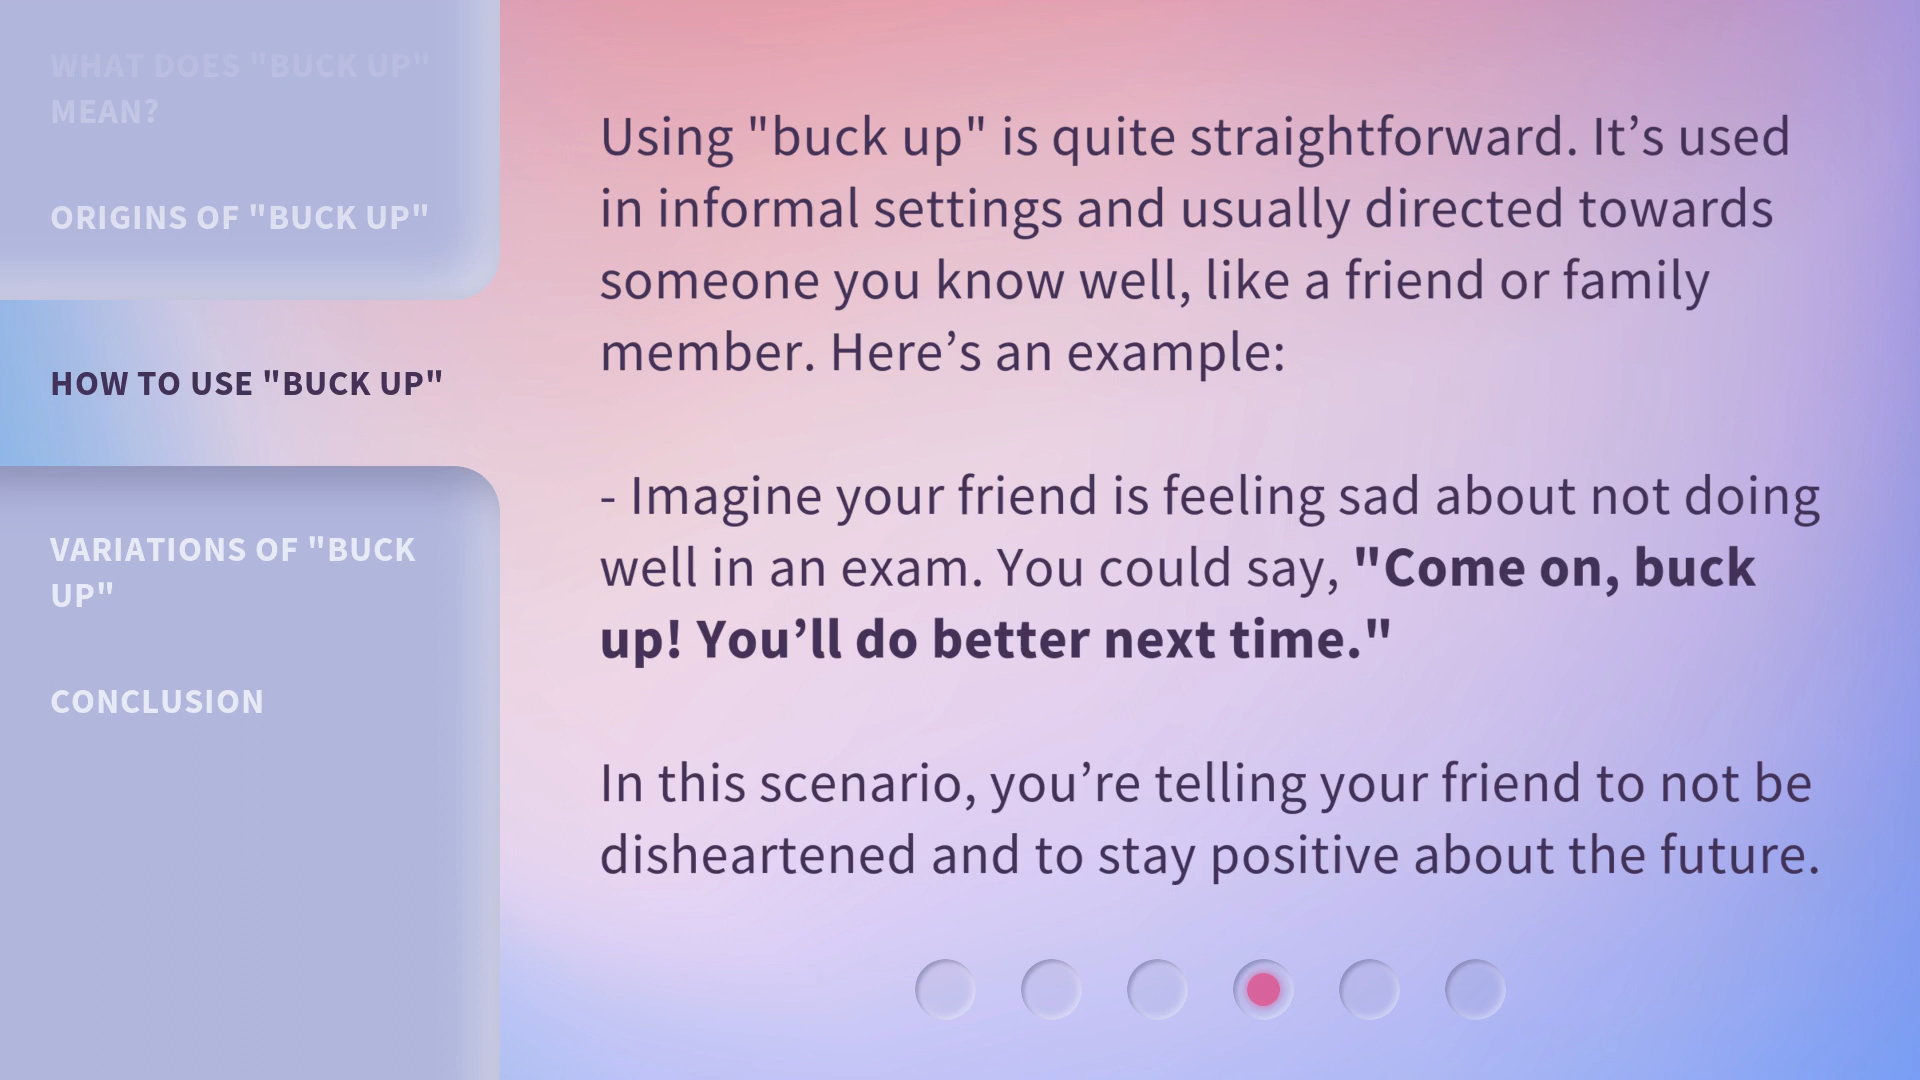 WHAT DOES "BUCK UP"
MEAN?
ORIGINS OF "BUCK UP"
HOW TO USE "BUCK UP"
VARIATIONS OF "BUCK
UP"
CONCLUSION
Using "buck up" is quite straightforward. It’s used
in informal settings and usually directed towards
someone you know well, like a friend or family
member. Here’s an example:
- Imagine your friend is feeling sad about not doing
well in an exam. You could say, "Come on, buck
up! You’ll do better next time."
In this scenario, you’re telling your friend to not be
disheartened and to stay positive about the future.